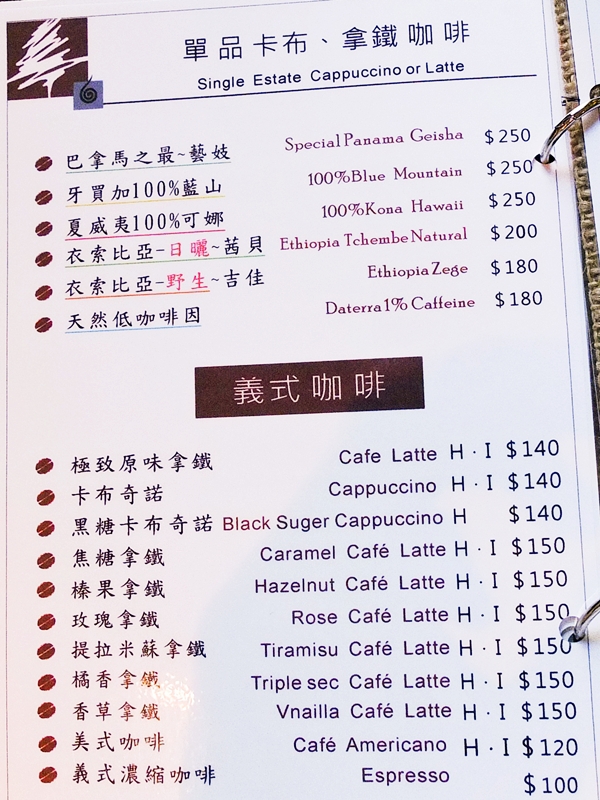 單品卡布、拿鐵咖啡
Single Estate Cappuccino or Latte
巴拿馬之最~藝妓 Special Panama Geisha $250
牙買加100%藍山 100%Blue Mountain $250
夏威夷100%可娜 100%Kona Hawaii $250
衣索比亞-日曬~茜貝 Ethiopia Tchembe Natural $200
衣索比亞-野生~吉佳 Ethiopia Zege $180
天然低咖啡因 Daterra1% Caffeine $180
義式咖啡
極致原味拿鐵 Cafe Latte H·I $140
卡布奇諾 Cappuccino H·I $140
黑糖卡布奇諾 Black Suger Cappuccino H $140
焦糖拿鐵 Caramel Café Latte H·I $150
榛果拿鐵 Hazelnut Café Latte H·I $150
玫瑰拿鐵 Rose Café Latte H·I $150
提拉米蘇拿鐵 Tiramisu Café Latte H·I $150
橘香拿鐵 Triple sec Café Latte H·I $150
香草拿鐵 Vnailla Café Latte H·I $150
美式咖啡 Café Americano H·I $120
義式濃縮咖啡 Espresso $100